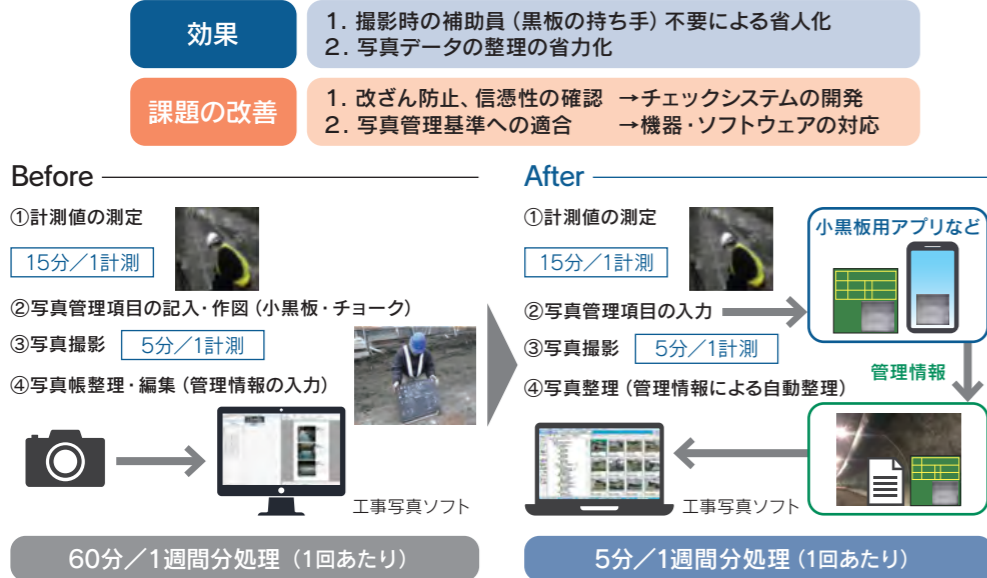 効果
1. 撮影時の補助員（黒板の持ち手）不要による省人化
2. 写真データの整理の省力化
課題の改善
1. 改ざん防止、信憑性の確認 →チェックシステムの開発
2. 写真管理基準への適合 →機器・ソフトウェアの対応
Before
①計測値の測定
15分／1計測
②写真管理項目の記入・作図（小黒板・チョーク）
③写真撮影 5分／1計測
④写真帳整理・編集（管理情報の入力）
工事写真ソフト
60分／1週間分処理（1回あたり）
After
①計測値の測定
15分／1計測
小黒板用アプリなど
②写真管理項目の入力
③写真撮影 5分／1計測
管理情報
④写真整理（管理情報による自動整理）
工事写真ソフト
5分／1週間分処理（1回あたり）